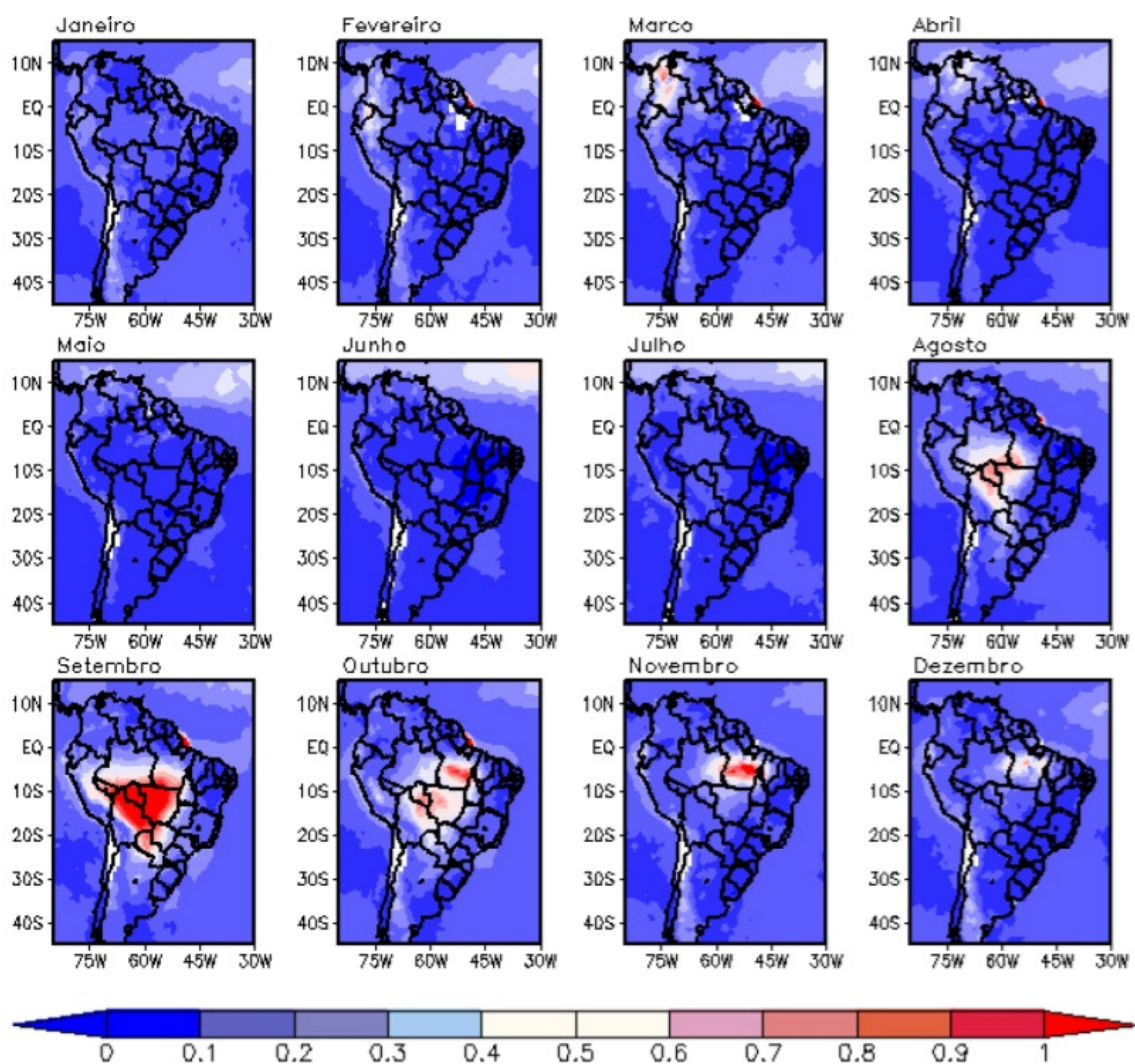 Janeiro Fevereiro Marco Abril
10N 10N 10N 10N
EQ EQ EQ EQ
10S 10S 10S 10S
20S 20S 20S 20S
30S 30S 30S 30S
40S 40S 40S 40S
75W 60W 45W 30W 75W 60W 45W 30W 75W 60W 45W 30W 75W 60W 45W 30W
Maio Junho Julho Agosto
10N 10N 10N 10N
EQ EQ EQ EQ
10S 10S 10S 10S
20S 20S 20S 20S
30S 30S 30S 30S
40S 40S 40S 40S
75W 60W 45W 30W 75W 60W 45W 30W 75W 60W 45W 30W 75W 60W 45W 30W
Setembro Outubro Novembro Dezembro
10N 10N 10N 10N
EQ EQ EQ EQ
10S 10S 10S 10S
20S 20S 20S 20S
30S 30S 30S 30S
40S 40S 40S 40S
75W 60W 45W 30W 75W 60W 45W 30W 75W 60W 45W 30W 75W 60W 45W 30W
0 0.1 0.2 0.3 0.4 0.5 0.6 0.7 0.8 0.9 1